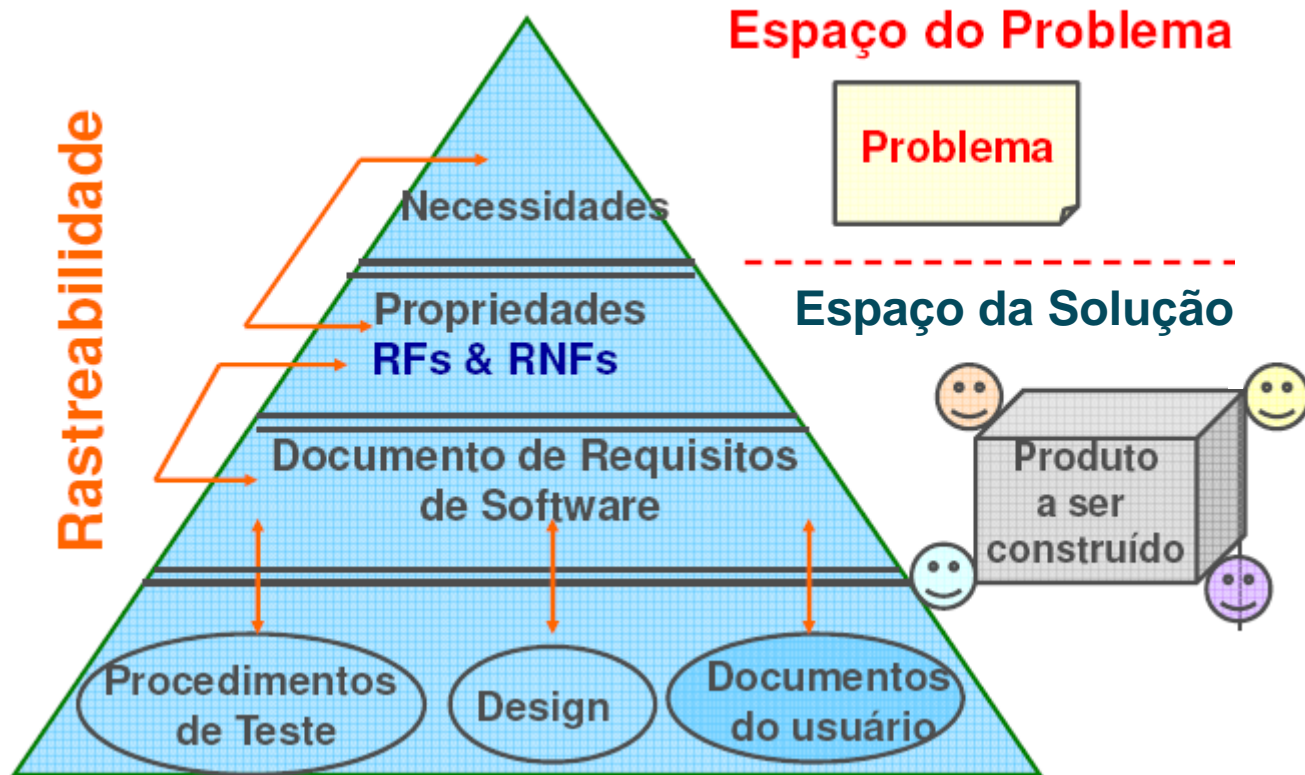 Espaço do Problema
Problema
Rastreabilidade
Necessidades
Espaço da Solução
Propriedades
RFs & RNFs
Documento de Requisitos
de Software
Produto
a ser
construído
Procedimentos
de Teste
Design
Documentos
do usuário